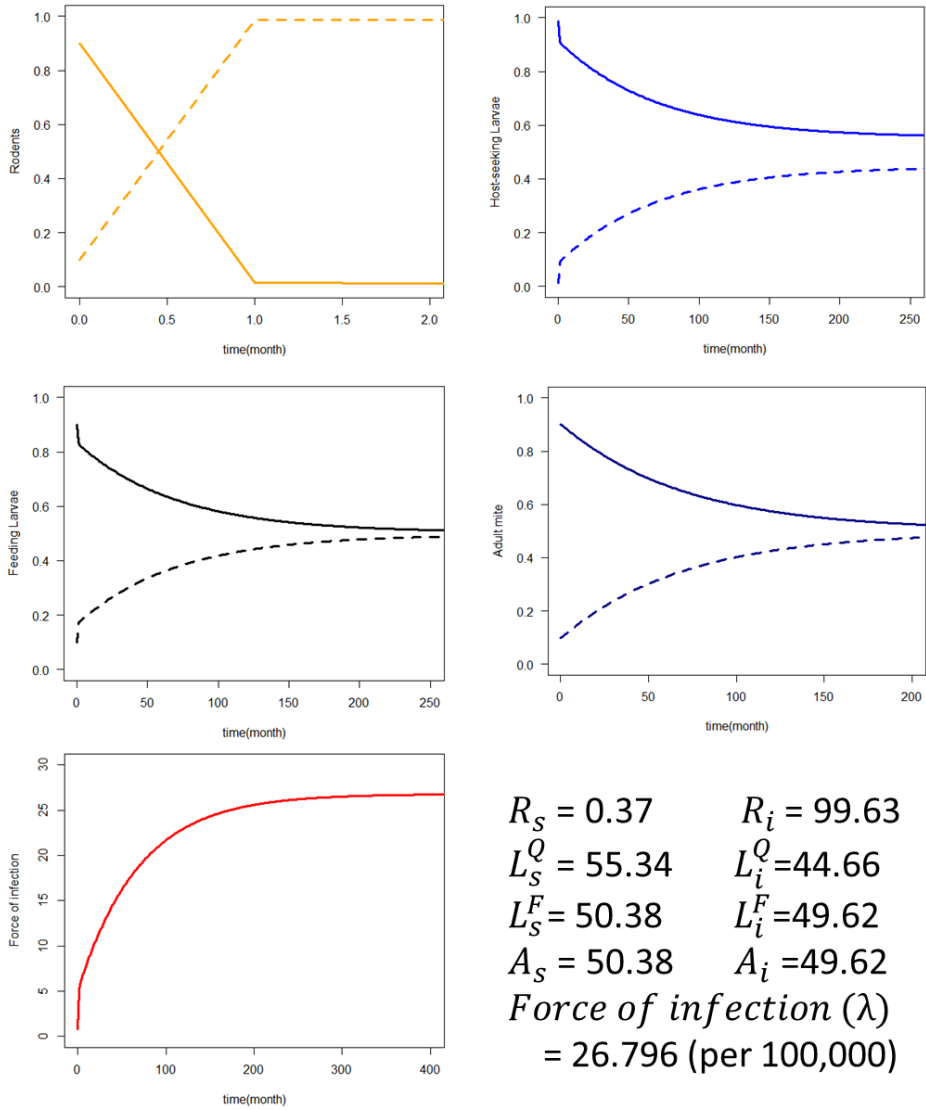 Rodents
1.0
0.8
0.6
0.4
0.2
0.0
0.0 0.5 1.0 1.5 2.0
time(month)
Host-seeking Larvae
1.0
0.8
0.6
0.4
0.2
0.0
0 50 100 150 200 250
time(month)
Feeding Larvae
1.0
0.8
0.6
0.4
0.2
0.0
0 50 100 150 200 250
time(month)
Adult mite
1.0
0.8
0.6
0.4
0.2
0.0
0 50 100 150 200
time(month)
Force of infection
30
25
20
15
10
5
0
0 100 200 300 400
time(month)
R_s = 0.37 R_i = 99.63
L_s^Q = 55.34 L_i^Q =44.66
L_s^F= 50.38 L_i^F= 49.62
A_s = 50.38 A_i =49.62
Force of infection (λ)
= 26.796 (per 100,000)